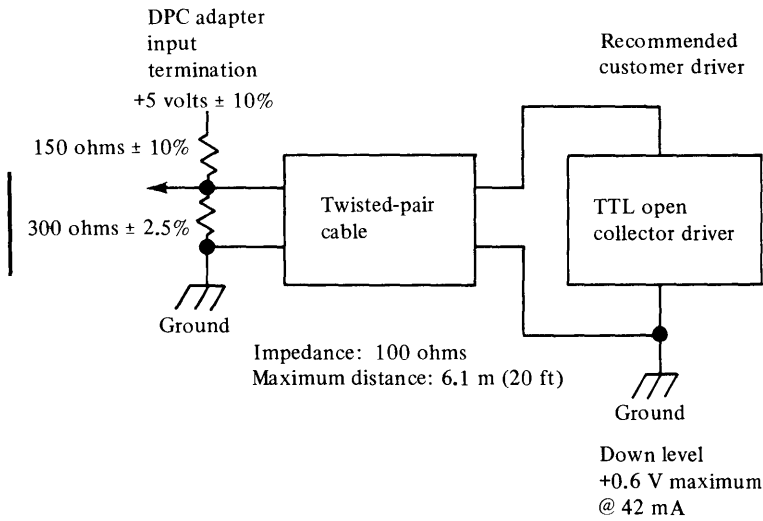 DPC adapter
input
termination
+5 volts ± 10%
150 ohms ± 10%
300 ohms ± 2.5%
Ground
Twisted-pair
cable
Impedance: 100 ohms
Maximum distance: 6.1 m (20 ft)
Recommended
customer driver
TTL open
collector driver
Ground
Down level
+0.6 V maximum
@ 42 mA